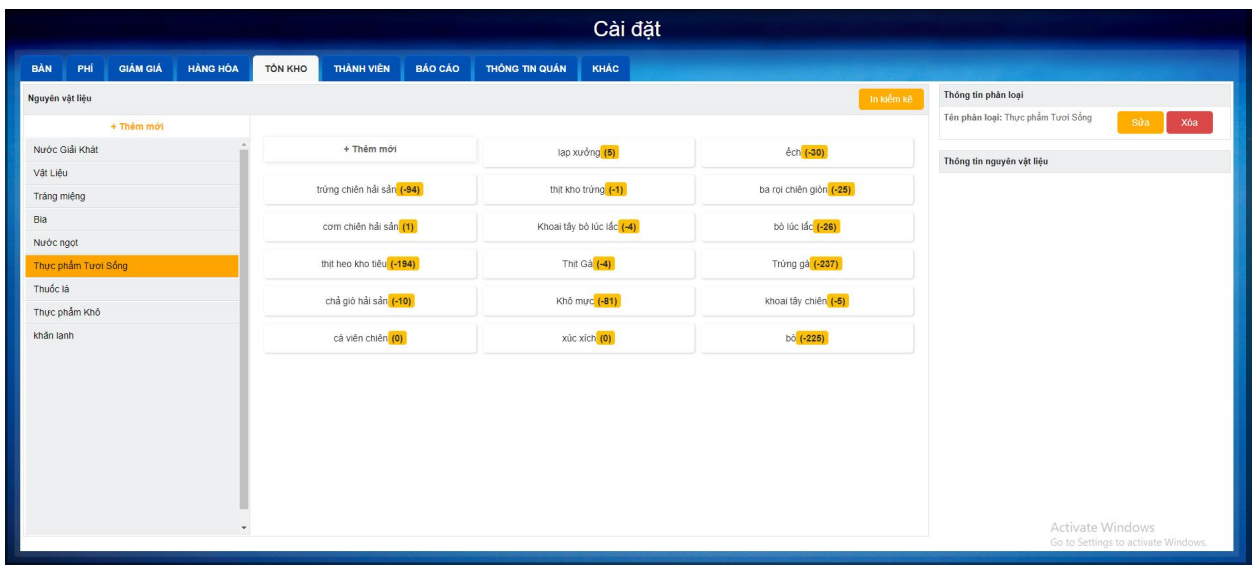 Cài đặt
BÀN PHÍ GIẢM GIÁ HÀNG HÓA TỒN KHO THÀNH VIÊN BÁO CÁO THÔNG TIN QUÁN KHÁC
Nguyên vật liệu
In kiểm kê
+ Thêm mới
Nước Giải Khát
Vật Liệu
Tráng miệng
Bia
Nước ngọt
Thực phẩm Tươi Sống
Thuốc lá
Thực phẩm Khô
khăn lạnh
+ Thêm mới
lạp xưởng (5)
ếch (-30)
trứng chiên hải sản (-94)
thịt kho trứng (-1)
ba rọi chiên giòn (-25)
cơm chiên hải sản (1)
Khoai tây bò lúc lắc (-4)
bò lúc lắc (-26)
thịt heo kho tiêu (-194)
Thịt Gà (-4)
Trứng gà (-237)
chả giò hải sản (-10)
Khô mực (-81)
khoai tây chiên (-5)
cá viên chiên (0)
xúc xích (0)
bò (-225)
Thông tin phân loại
Tên phân loại: Thực phẩm Tươi Sống
Sửa
Xóa
Thông tin nguyên vật liệu
Activate Windows
Go to Settings to activate Windows.